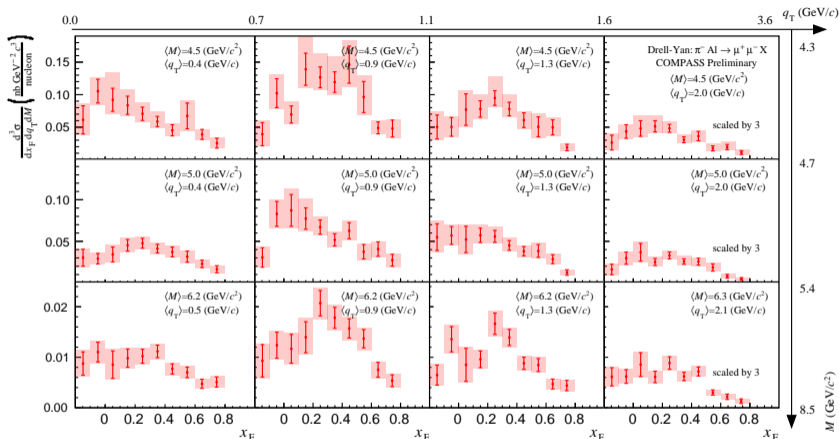 0.0 0.7 1.1 1.6 3.6 q_T (GeV/c)
d³σ / dx_F dq_T dM (nb GeV⁻² c³ / nucleon)
⟨M⟩=4.5 (GeV/c²)
⟨q_T⟩=0.4 (GeV/c)
⟨M⟩=4.5 (GeV/c²)
⟨q_T⟩=0.9 (GeV/c)
⟨M⟩=4.5 (GeV/c²)
⟨q_T⟩=1.3 (GeV/c)
Drell-Yan: π⁻ Al → μ⁺ μ⁻ X
COMPASS Preliminary
⟨M⟩=4.5 (GeV/c²)
⟨q_T⟩=2.0 (GeV/c)
scaled by 3
4.3
0.15
0.10
0.05
4.7
⟨M⟩=5.0 (GeV/c²)
⟨q_T⟩=0.4 (GeV/c)
⟨M⟩=5.0 (GeV/c²)
⟨q_T⟩=0.9 (GeV/c)
⟨M⟩=5.0 (GeV/c²)
⟨q_T⟩=1.3 (GeV/c)
⟨M⟩=5.0 (GeV/c²)
⟨q_T⟩=2.0 (GeV/c)
scaled by 3
0.10
0.05
5.4
⟨M⟩=6.2 (GeV/c²)
⟨q_T⟩=0.5 (GeV/c)
⟨M⟩=6.2 (GeV/c²)
⟨q_T⟩=0.9 (GeV/c)
⟨M⟩=6.2 (GeV/c²)
⟨q_T⟩=1.3 (GeV/c)
⟨M⟩=6.3 (GeV/c²)
⟨q_T⟩=2.1 (GeV/c)
scaled by 3
0.02
0.01
0.00
8.5
M (GeV/c²)
0 0.2 0.4 0.6 0.8 0 0.2 0.4 0.6 0.8 0 0.2 0.4 0.6 0.8 0 0.2 0.4 0.6 0.8
x_F x_F x_F x_F